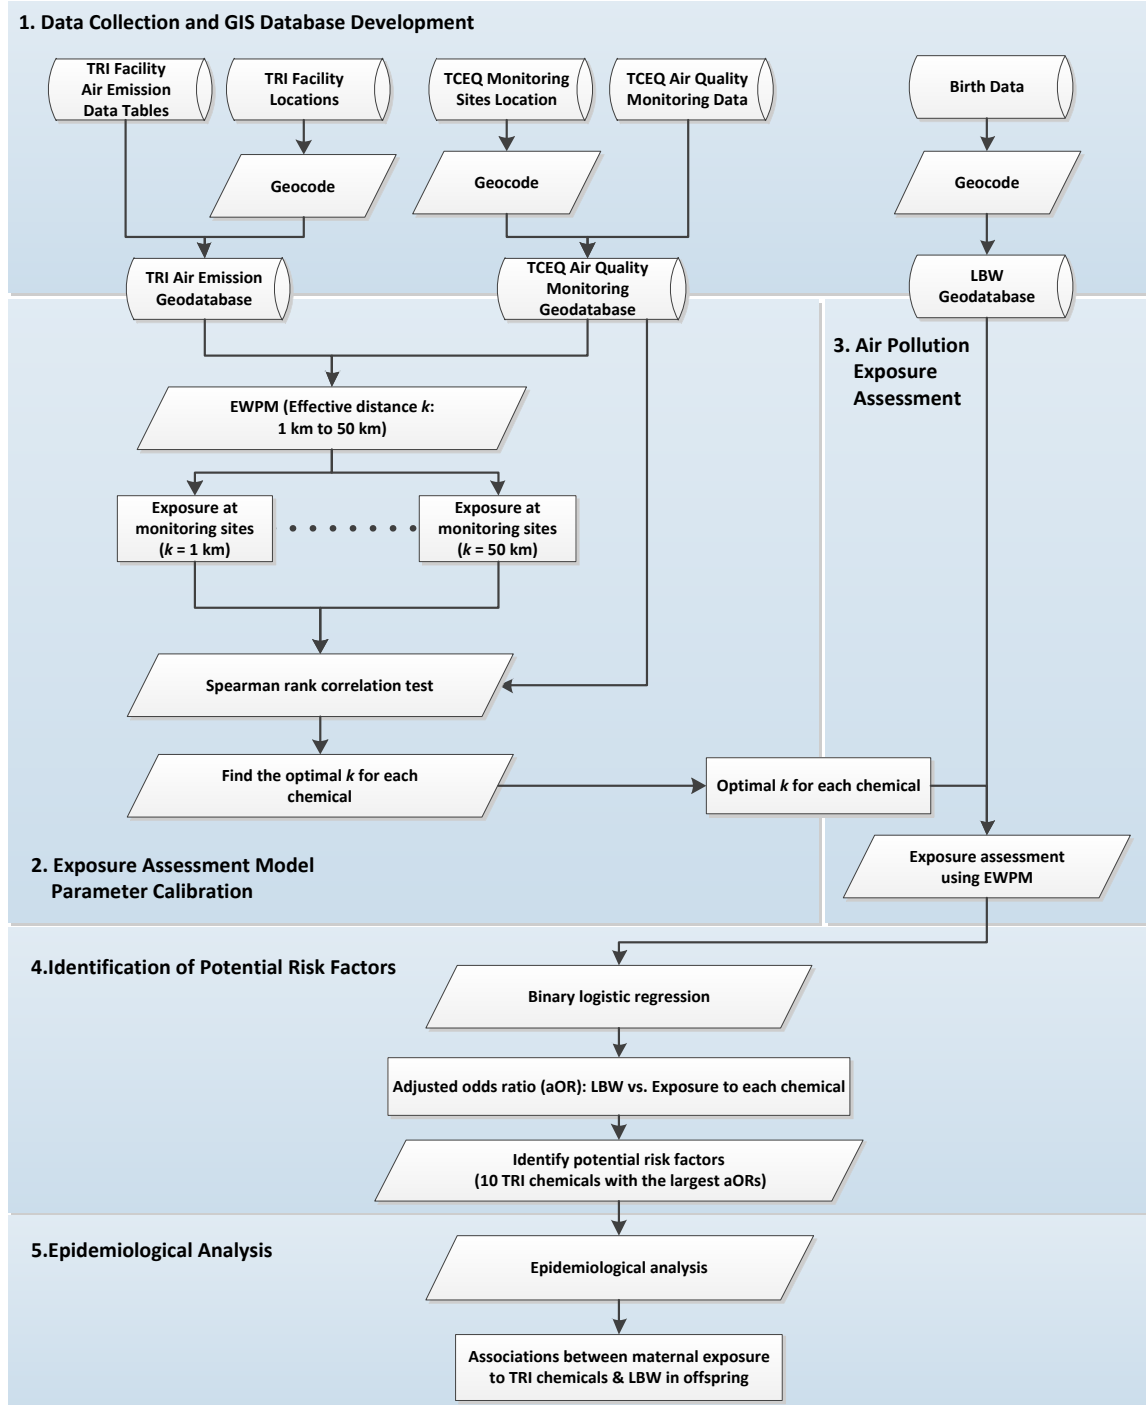 1. Data Collection and GIS Database Development
TRI Facility
Air Emission
Data Tables
TRI Facility
Locations
TCEQ Monitoring
Sites Location
TCEQ Air Quality
Monitoring Data
Birth Data
Geocode
Geocode
Geocode
TRI Air Emission
Geodatabase
TCEQ Air Quality
Monitoring
Geodatabase
LBW
Geodatabase
3. Air Pollution
Exposure
Assessment
EWPM (Effective distance k:
1 km to 50 km)
Exposure at
monitoring sites
(k = 1 km)
Exposure at
monitoring sites
(k = 50 km)
Spearman rank correlation test
Find the optimal k for each
chemical
Optimal k for each chemical
2. Exposure Assessment Model
Parameter Calibration
Exposure assessment
using EWPM
4.Identification of Potential Risk Factors
Binary logistic regression
Adjusted odds ratio (aOR): LBW vs. Exposure to each chemical
Identify potential risk factors
(10 TRI chemicals with the largest aORs)
5.Epidemiological Analysis
Epidemiological analysis
Associations between maternal exposure
to TRI chemicals & LBW in offspring